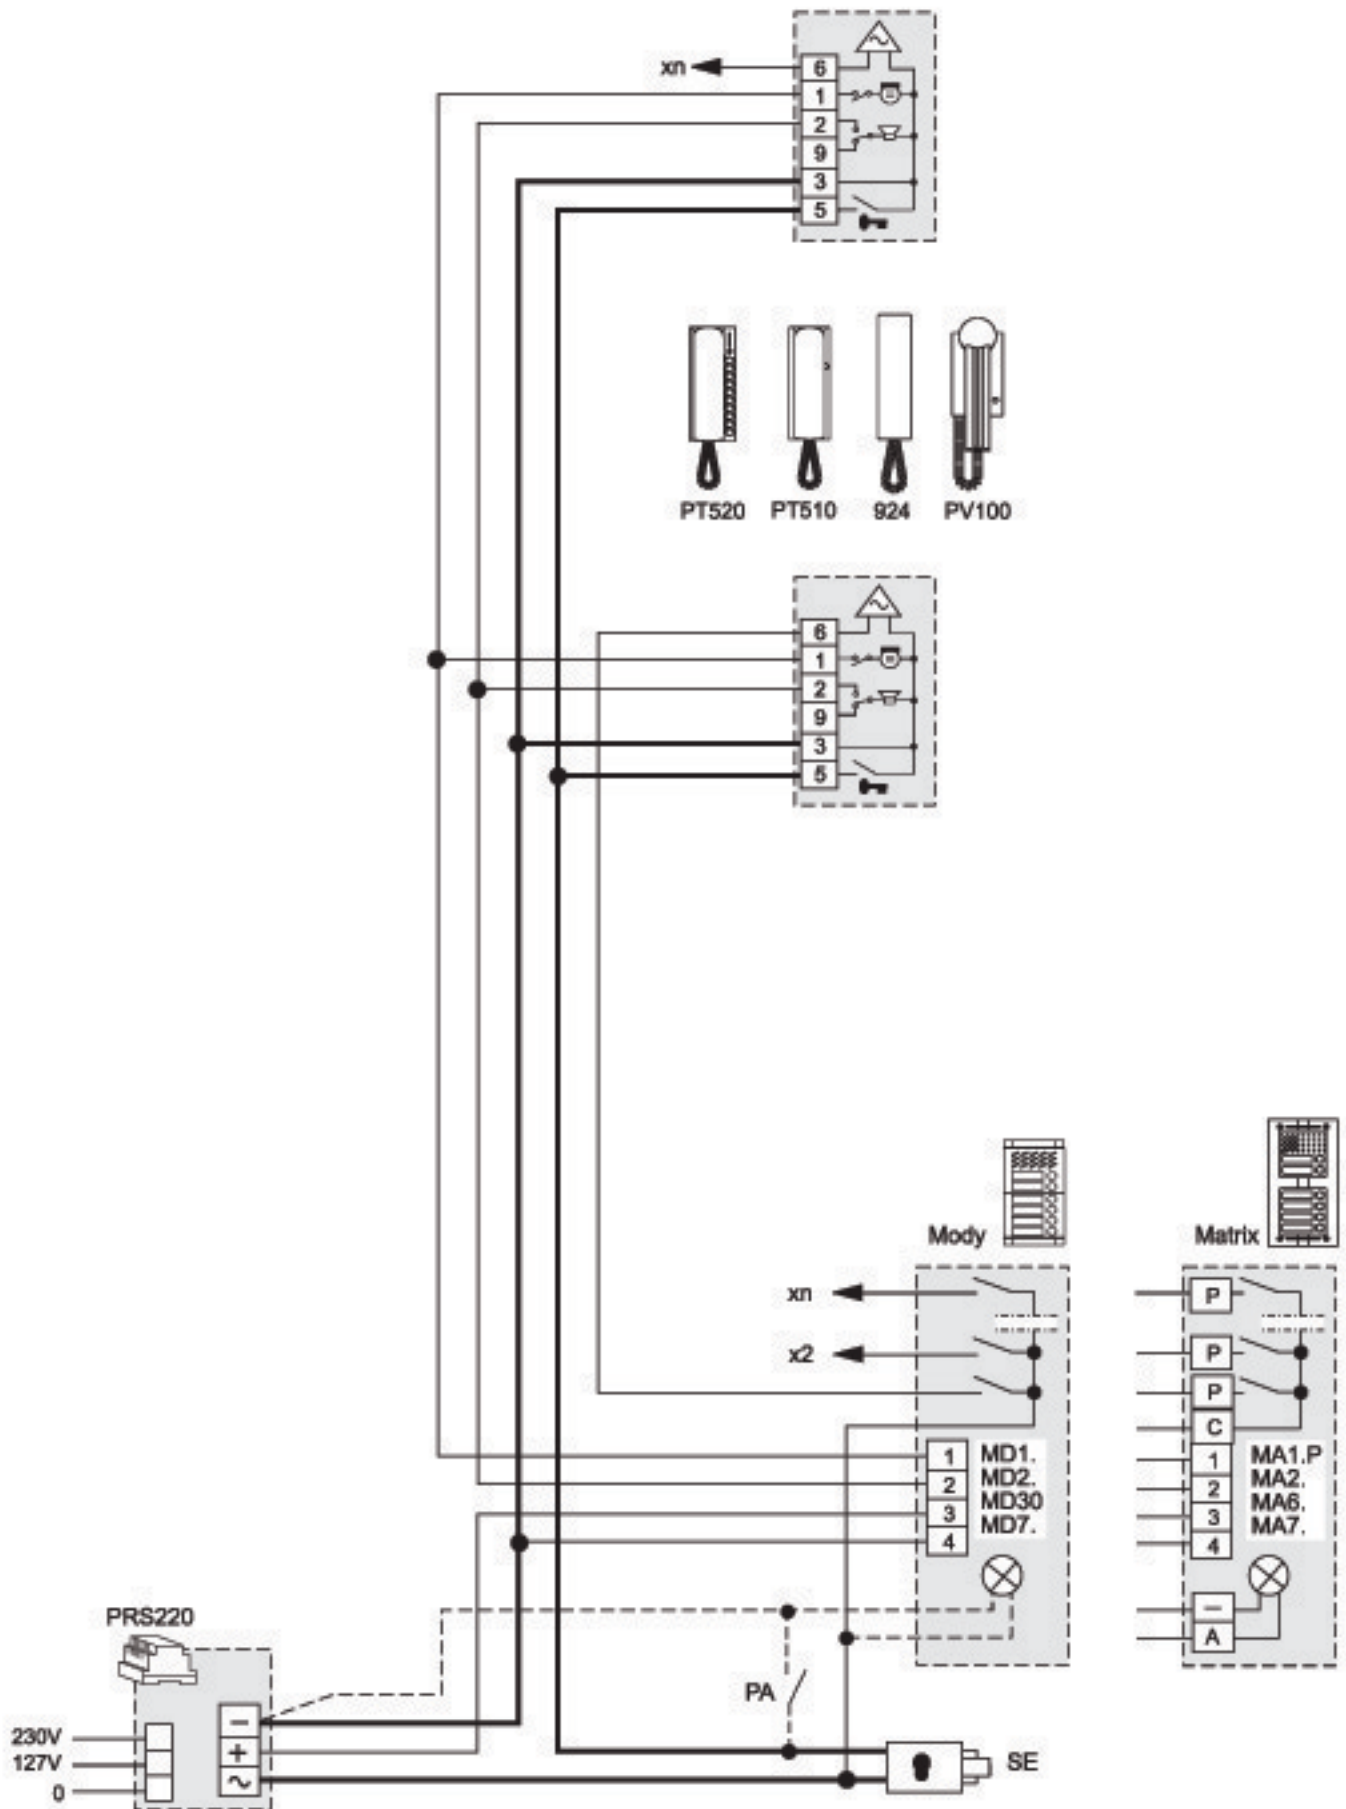 xn
6
1
2
9
3
5
PT520 PT510 924 PV100
6
1
2
9
3
5
Mody Matrix
xn P
x2 P
P
C
1 MD1. 1 MA1.P
2 MD2. 2 MA2.
3 MD30 3 MA6.
4 MD7. 4 MA7.
PRS220
—
A
PA
230V −
127V + SE
0 ~